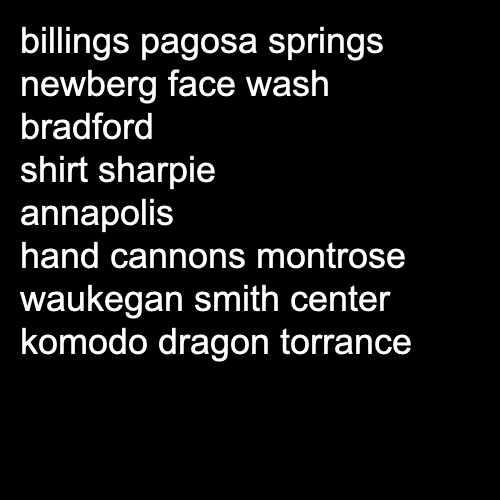 billings pagosa springs
newberg face wash
bradford
shirt sharpie
annapolis
hand cannons montrose
waukegan smith center
komodo dragon torrance